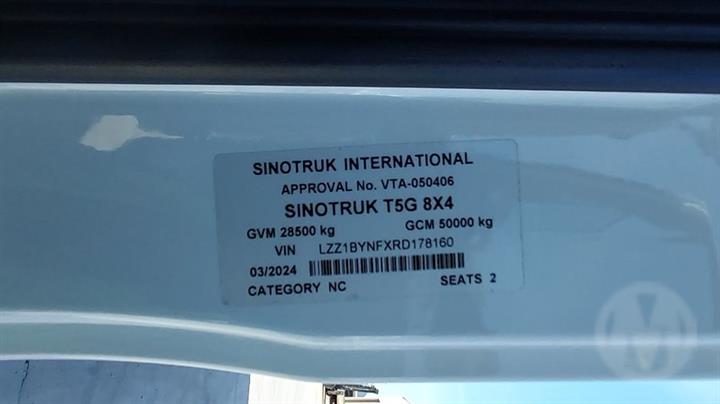 SINOTRUK INTERNATIONAL
APPROVAL No. VTA-050406
SINOTRUK T5G 8X4
GVM 28500 kg GCM 50000 kg
VIN LZZ1BYNFXRD178160
03/2024
CATEGORY NC SEATS 2